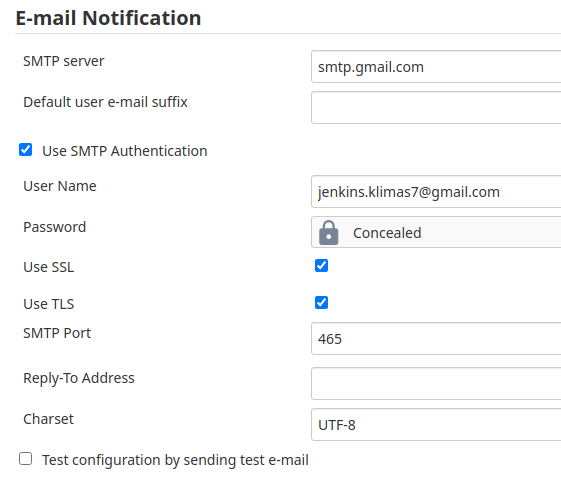 E-mail Notification
SMTP server
smtp.gmail.com
Default user e-mail suffix
Use SMTP Authentication
User Name
jenkins.klimas7@gmail.com
Password
Concealed
Use SSL
Use TLS
SMTP Port
465
Reply-To Address
Charset
UTF-8
Test configuration by sending test e-mail